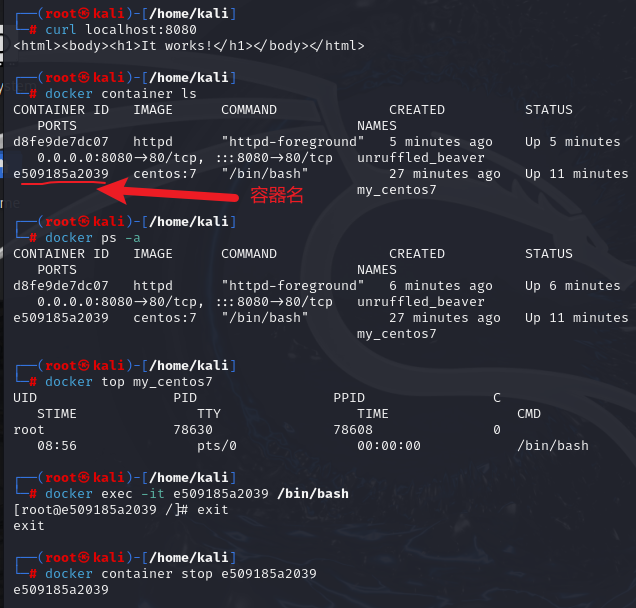 ┌──(root㉿kali)-[/home/kali]
└─# curl localhost:8080
<html><body><h1>It works!</h1></body></html>
┌──(root㉿kali)-[/home/kali]
└─# docker container ls
CONTAINER ID   IMAGE      COMMAND              CREATED          STATUS
   PORTS                                   NAMES
d8fe9de7dc07   httpd      "httpd-foreground"   5 minutes ago    Up 5 minutes
   0.0.0.0:8080->80/tcp, :::8080->80/tcp   unruffled_beaver
e509185a2039   centos:7   "/bin/bash"          27 minutes ago   Up 11 minutes
                                           my_centos7
容器名
┌──(root㉿kali)-[/home/kali]
└─# docker ps -a
CONTAINER ID   IMAGE      COMMAND              CREATED          STATUS
   PORTS                                   NAMES
d8fe9de7dc07   httpd      "httpd-foreground"   6 minutes ago    Up 6 minutes
   0.0.0.0:8080->80/tcp, :::8080->80/tcp   unruffled_beaver
e509185a2039   centos:7   "/bin/bash"          27 minutes ago   Up 11 minutes
                                           my_centos7
┌──(root㉿kali)-[/home/kali]
└─# docker top my_centos7
UID                 PID                 PPID                C
   STIME               TTY                 TIME                CMD
root                78630               78608               0
   08:56               pts/0               00:00:00            /bin/bash
┌──(root㉿kali)-[/home/kali]
└─# docker exec -it e509185a2039 /bin/bash
[root@e509185a2039 /]# exit
exit
┌──(root㉿kali)-[/home/kali]
└─# docker container stop e509185a2039
e509185a2039